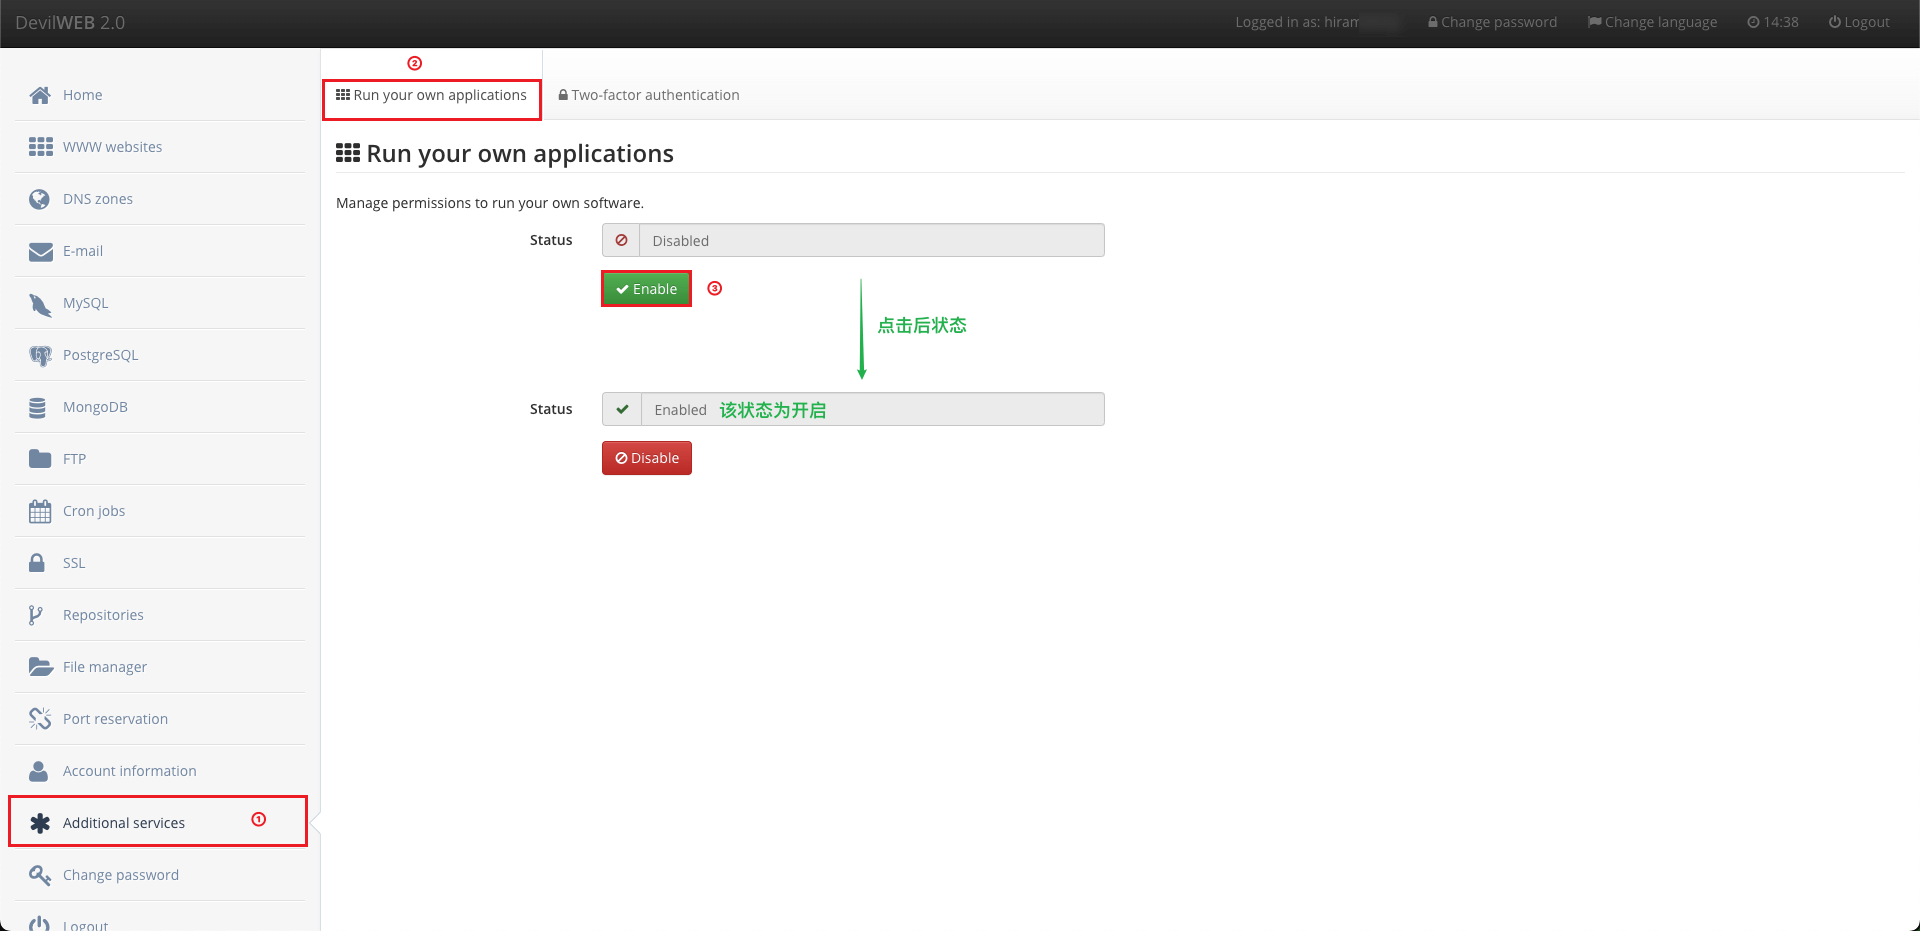 DevilWEB 2.0
Logged in as: hiram
Change password
Change language
14:38
Logout
Home
WWW websites
DNS zones
E-mail
MySQL
PostgreSQL
MongoDB
FTP
Cron jobs
SSL
Repositories
File manager
Port reservation
Account information
Additional services ①
Change password
Logout
②
Run your own applications
Two-factor authentication
Run your own applications
Manage permissions to run your own software.
Status Disabled
Enable ③
点击后状态
Status Enabled 该状态为开启
Disable